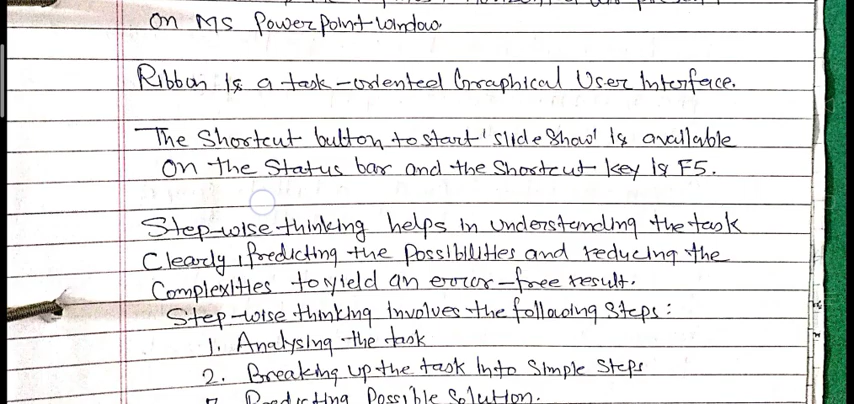 on MS PowerPoint window
Ribbon is a task-oriented Graphical User Interface.
The Shortcut button to start 'slide Show' is available
on the Status bar and the Shortcut key is F5.
Step-wise thinking helps in understanding the task
Clearly, Predicting the Possibilities and reducing the
Complexities to yield an error-free result.
Step-wise thinking involves the following Steps:
1. Analysing the task
2. Breaking up the task into Simple Steps
Predicting Possible Solution.